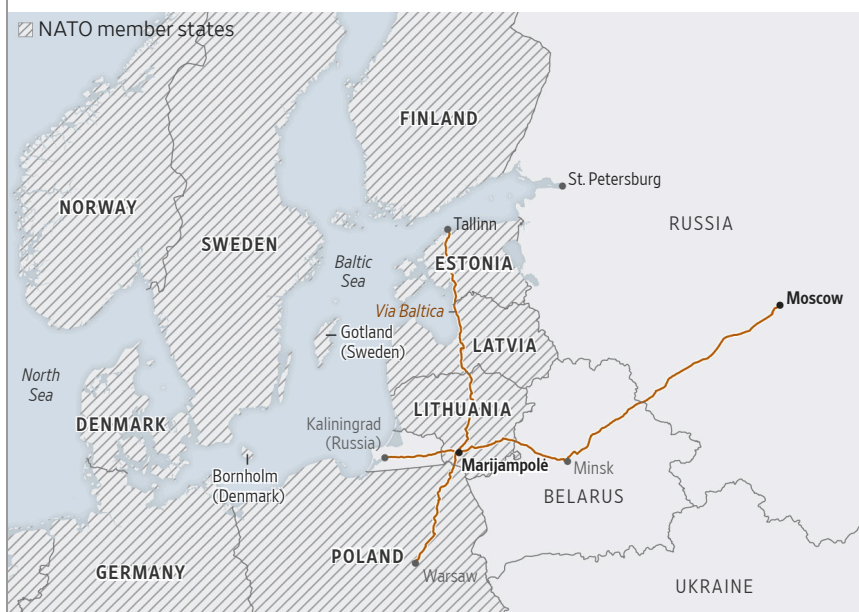 NATO member states
FINLAND
St. Petersburg
NORWAY
Tallinn
RUSSIA
SWEDEN
Baltic
Sea
ESTONIA
Moscow
Via Baltica
Gotland
(Sweden)
LATVIA
North
Sea
LITHUANIA
DENMARK
Kaliningrad
(Russia)
Marijampolė
Minsk
Bornholm
(Denmark)
BELARUS
POLAND
GERMANY
Warsaw
UKRAINE